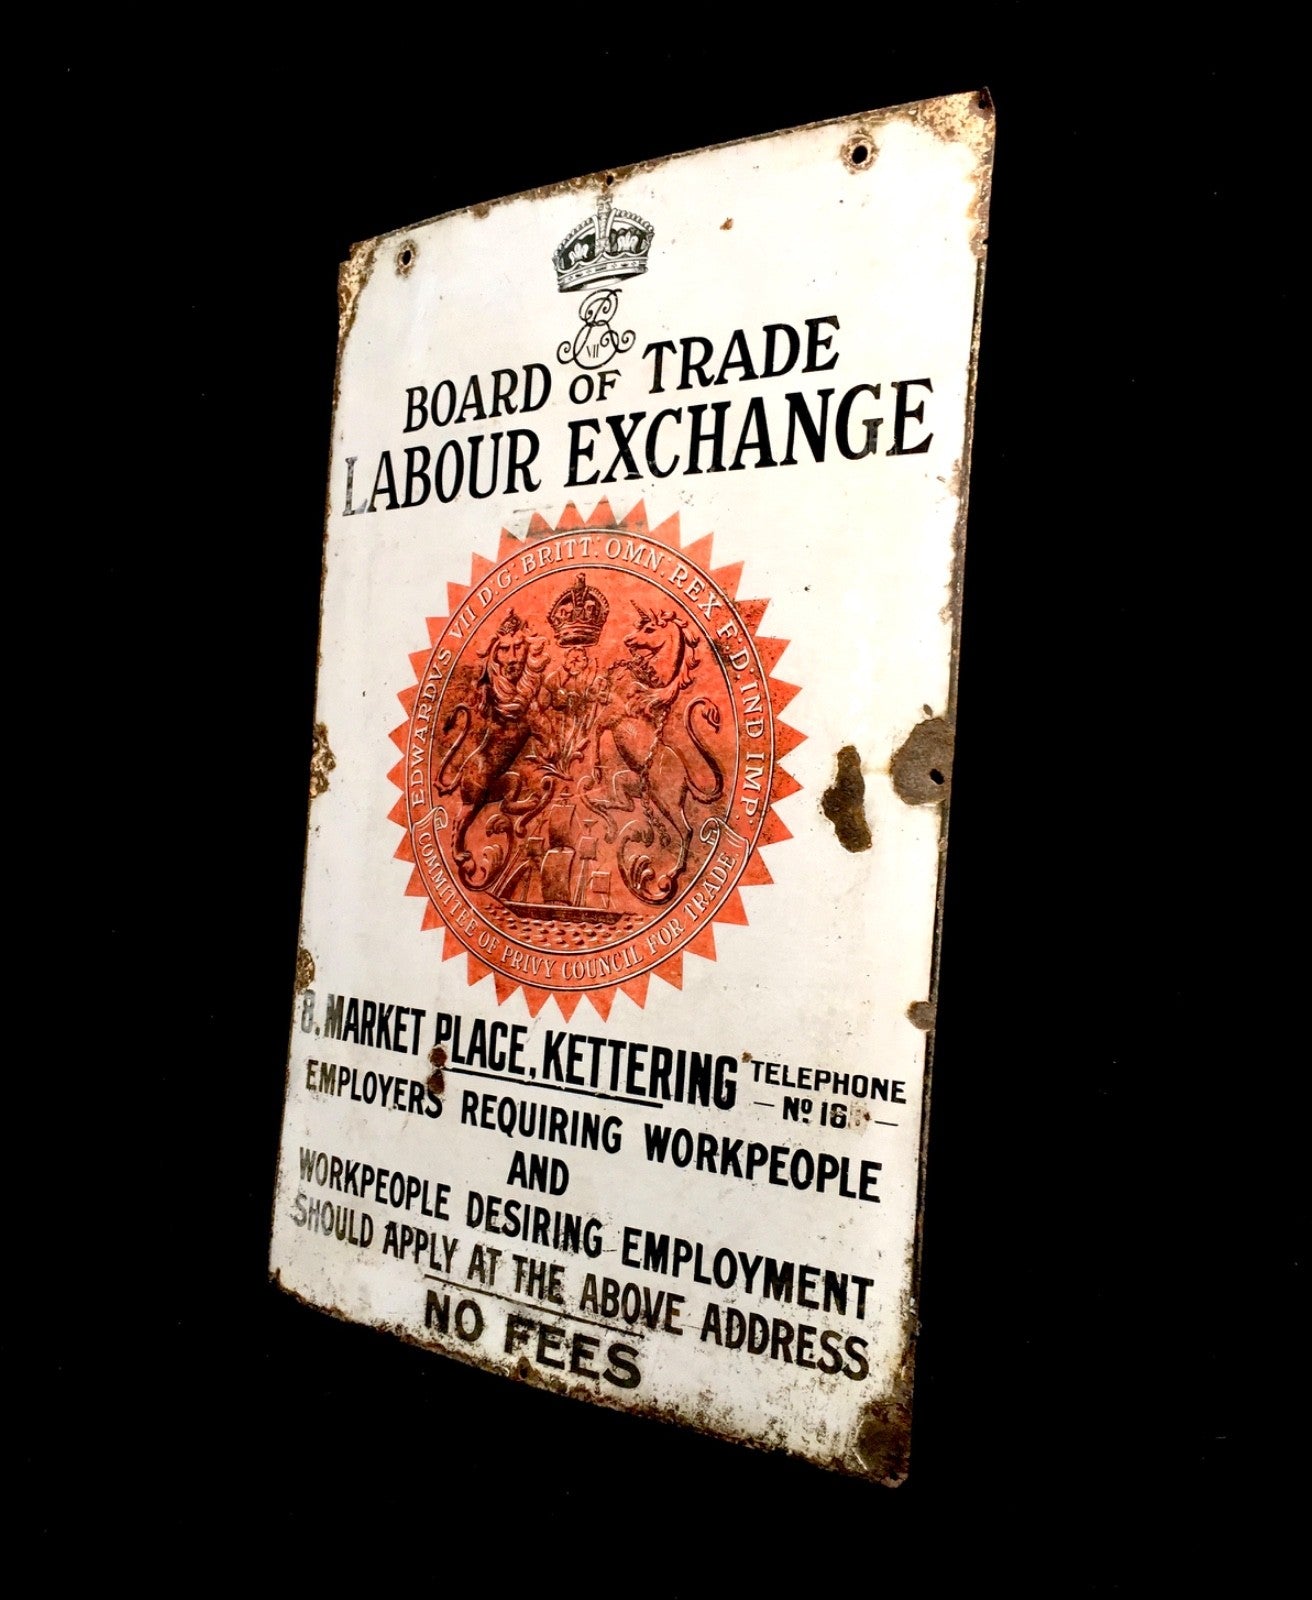 VII
BOARD OF TRADE
LABOUR EXCHANGE
EDWARDVS VII D:G: BRITT: OMN: REX F:D: IND: IMP:
COMMITTEE OF PRIVY COUNCIL FOR TRADE
8, MARKET PLACE, KETTERING
TELEPHONE
— No
EMPLOYERS REQUIRING WORKPEOPLE
AND
WORKPEOPLE DESIRING EMPLOYMENT
SHOULD APPLY AT THE ABOVE ADDRESS
NO FEES